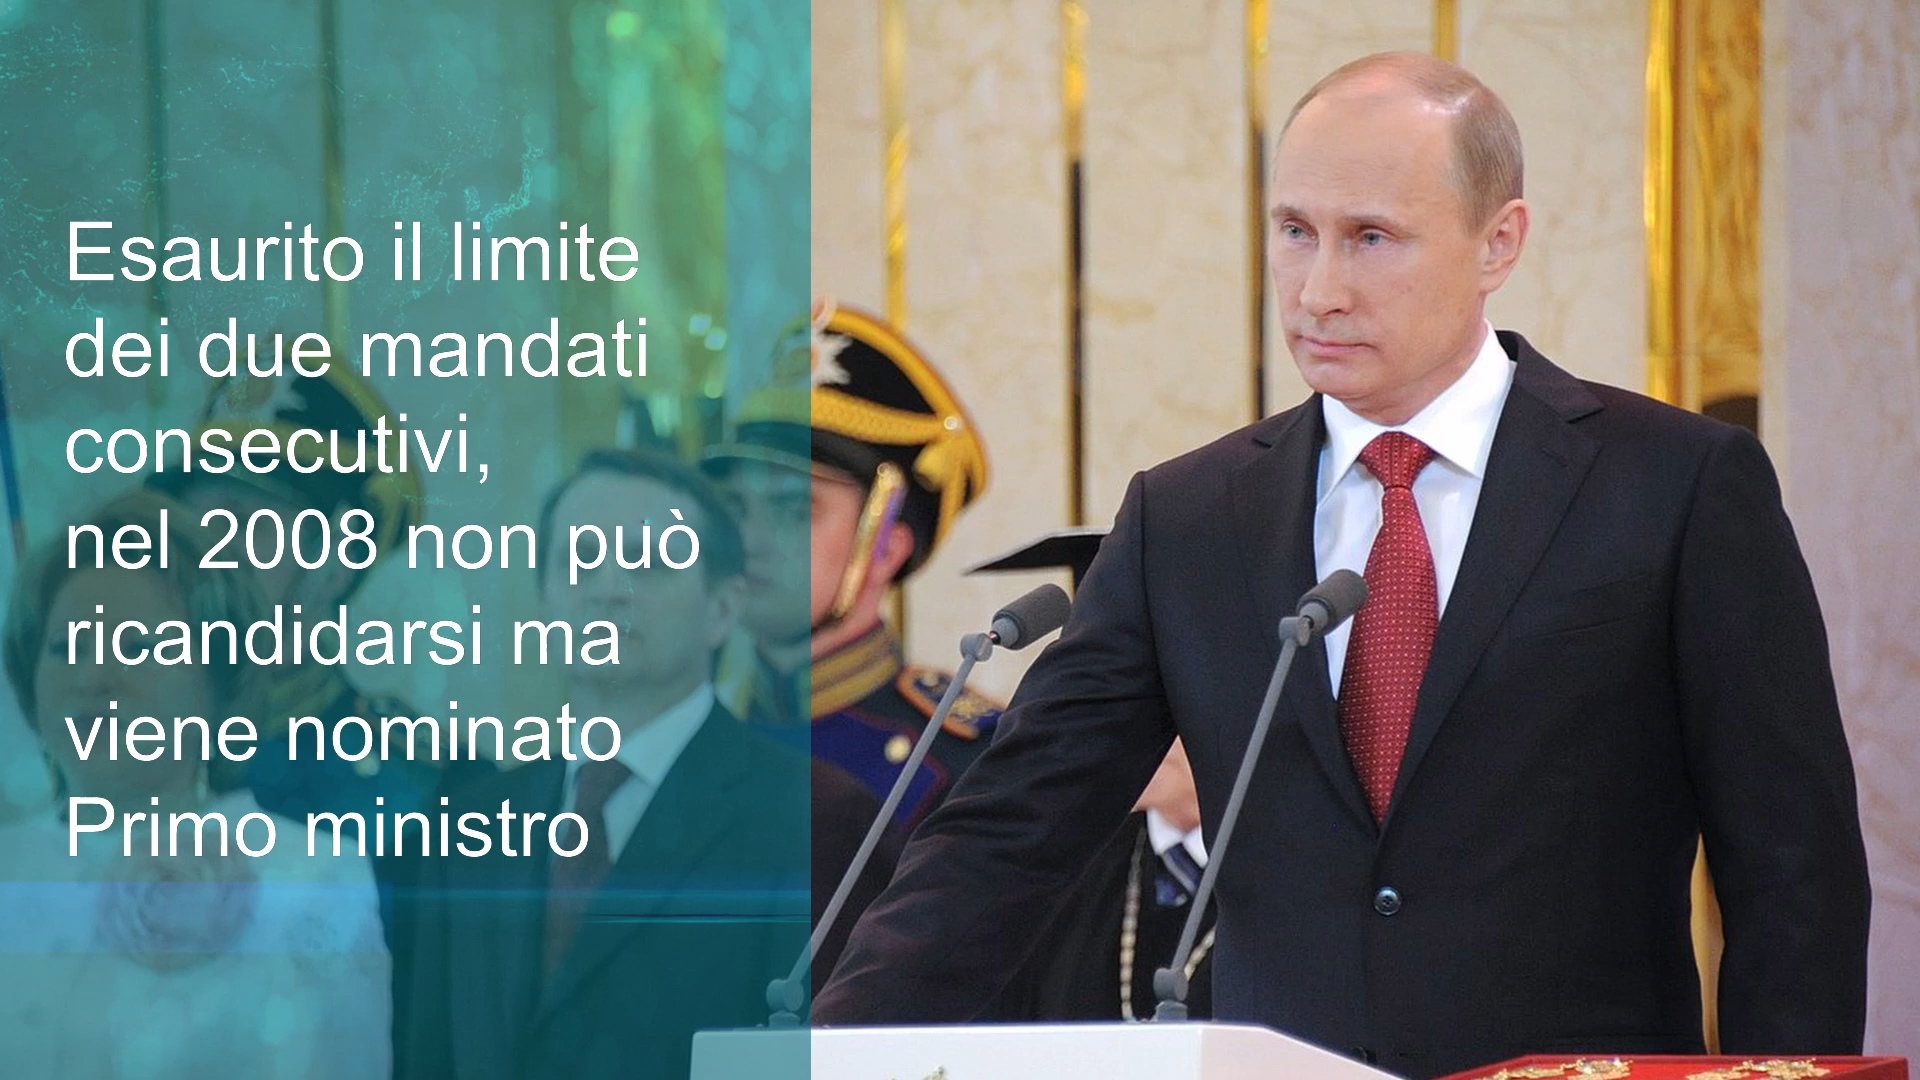 Esaurito il limite
dei due mandati
consecutivi,
nel 2008 non può
ricandidarsi ma
viene nominato
Primo ministro